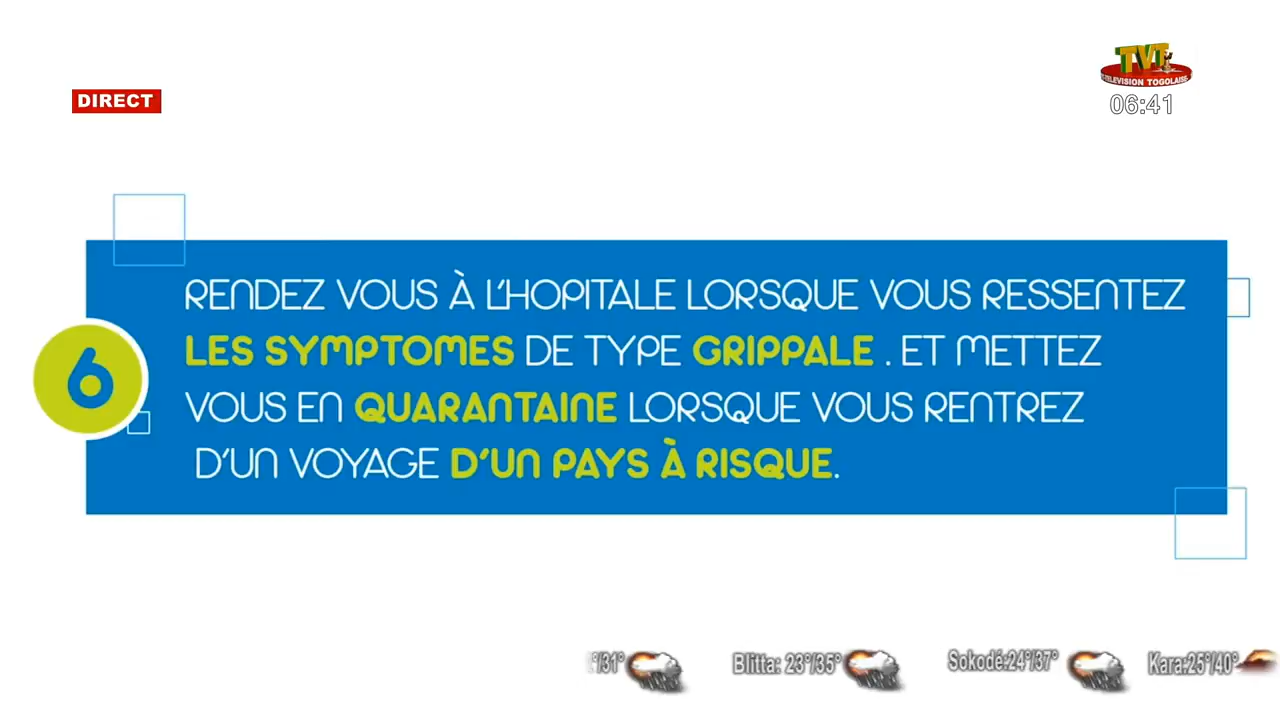 DIRECT
TVT
TELEVISION TOGOLAISE
06:41
6
RENDEZ VOUS À L'HOPITALE LORSQUE VOUS RESSENTEZ
LES SYMPTOMES DE TYPE GRIPPALE . ET METTEZ
VOUS EN QUARANTAINE LORSQUE VOUS RENTREZ
D'UN VOYAGE D'UN PAYS À RISQUE.
°/31° Blitta: 23°/35° Sokodé:24°/37° Kara:25°/40°